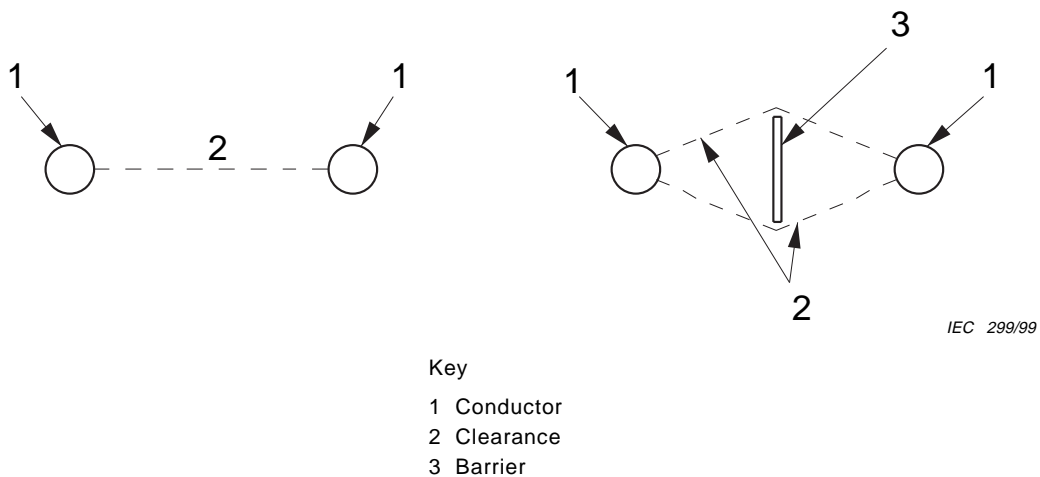 3
1 1 1 1
2
2
IEC 299/99
Key
1 Conductor
2 Clearance
3 Barrier